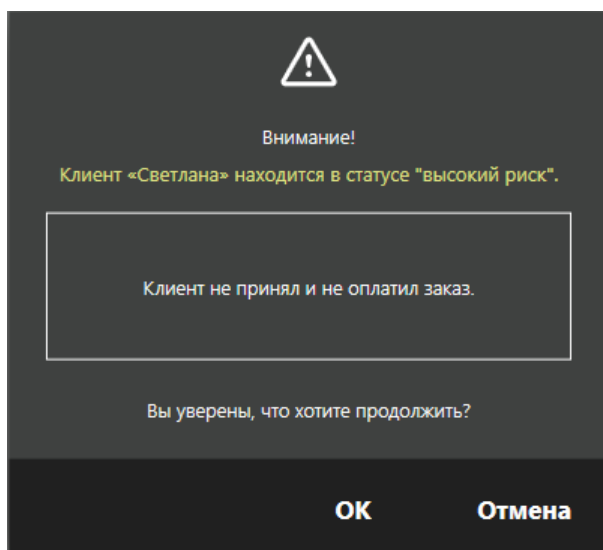 Внимание!
Клиент «Светлана» находится в статусе "высокий риск".
Клиент не принял и не оплатил заказ.
Вы уверены, что хотите продолжить?
ОК Отмена